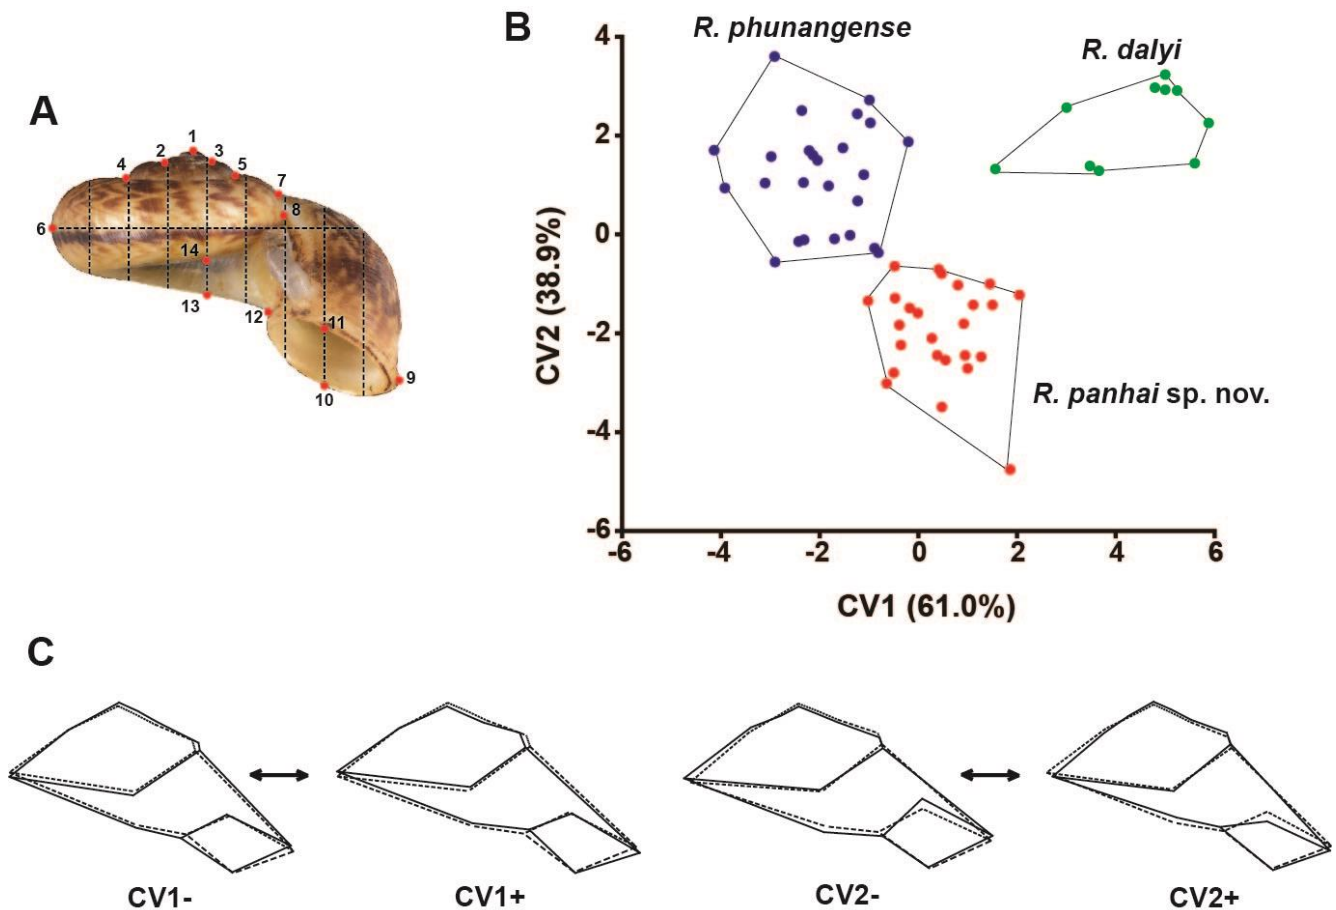 A
1
2
3
4
5
7
8
6
14
13
12
11
9
10
B
R. phunangense
R. dalyi
R. panhai sp. nov.
4
2
0
-2
-4
-6
CV2 (38.9%)
-6
-4
-2
0
2
4
6
CV1 (61.0%)
C
CV1-
CV1+
CV2-
CV2+